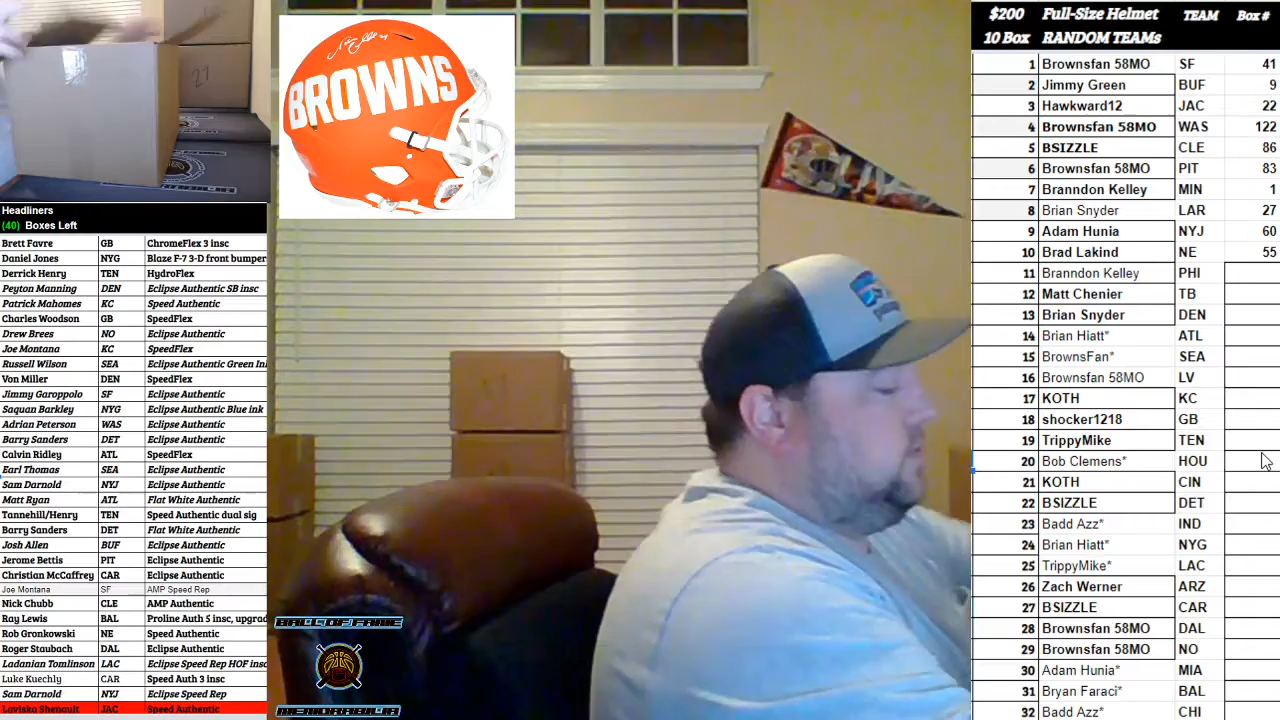 21
BROWNS
Headliners
(40) Boxes Left
Brett Favre GB ChromeFlex 3 insc
Daniel Jones NYG Blaze F-7 3-D front bumper
Derrick Henry TEN HydroFlex
Peyton Manning DEN Eclipse Authentic SB insc
Patrick Mahomes KC Speed Authentic
Charles Woodson GB SpeedFlex
Drew Brees NO Eclipse Authentic
Joe Montana KC SpeedFlex
Russell Wilson SEA Eclipse Authentic Green In
Von Miller DEN SpeedFlex
Jimmy Garoppolo SF Eclipse Authentic
Saquan Barkley NYG Eclipse Authentic Blue ink
Adrian Peterson WAS Eclipse Authentic
Barry Sanders DET Eclipse Authentic
Calvin Ridley ATL SpeedFlex
Earl Thomas SEA Eclipse Authentic
Sam Darnold NYJ Eclipse Authentic
Matt Ryan ATL Flat White Authentic
Tannehill/Henry TEN Speed Authentic dual sig
Barry Sanders DET Flat White Authentic
Josh Allen BUF Eclipse Authentic
Jerome Bettis PIT Eclipse Authentic
Christian McCaffrey CAR Eclipse Authentic
Joe Montana SF AMP Speed Rep
Nick Chubb CLE AMP Authentic
Ray Lewis BAL Proline Auth 5 insc, upgrad
Rob Gronkowski NE Speed Authentic
Roger Staubach DAL Eclipse Authentic
Ladanian Tomlinson LAC Eclipse Speed Rep HOF insc
Luke Kuechly CAR Speed Auth 3 insc
Sam Darnold NYJ Eclipse Speed Rep
Laviska Shenault JAC Speed Authentic
BALL OF FAME
MEMORABILIA
$200 Full-Size Helmet TEAM Box #
10 Box RANDOM TEAMs
1 Brownsfan 58MO SF 41
2 Jimmy Green BUF 9
3 Hawkward12 JAC 22
4 Brownsfan 58MO WAS 122
5 BSIZZLE CLE 86
6 Brownsfan 58MO PIT 83
7 Branndon Kelley MIN 1
8 Brian Snyder LAR 27
9 Adam Hunia NYJ 60
10 Brad Lakind NE 55
11 Branndon Kelley PHI
12 Matt Chenier TB
13 Brian Snyder DEN
14 Brian Hiatt* ATL
15 BrownsFan* SEA
16 Brownsfan 58MO LV
17 KOTH KC
18 shocker1218 GB
19 TrippyMike TEN
20 Bob Clemens* HOU
21 KOTH CIN
22 BSIZZLE DET
23 Badd Azz* IND
24 Brian Hiatt* NYG
25 TrippyMike* LAC
26 Zach Werner ARZ
27 BSIZZLE CAR
28 Brownsfan 58MO DAL
29 Brownsfan 58MO NO
30 Adam Hunia* MIA
31 Bryan Faraci* BAL
32 Badd Azz* CHI